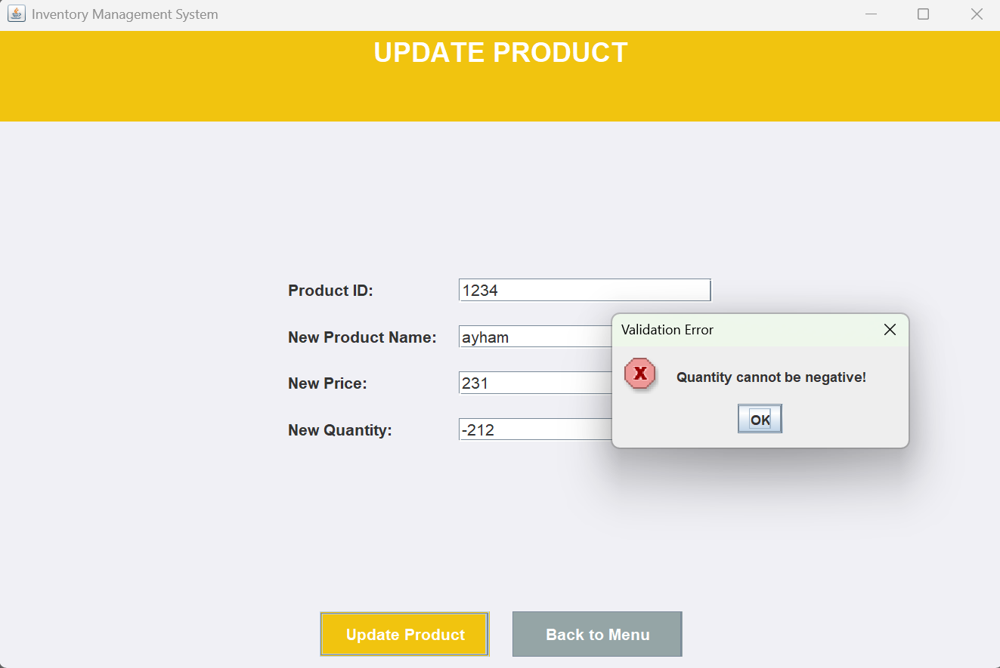 Inventory Management System
UPDATE PRODUCT
Product ID: 1234
New Product Name: ayham
New Price: 231
New Quantity: -212
Validation Error
Quantity cannot be negative!
OK
Update Product
Back to Menu